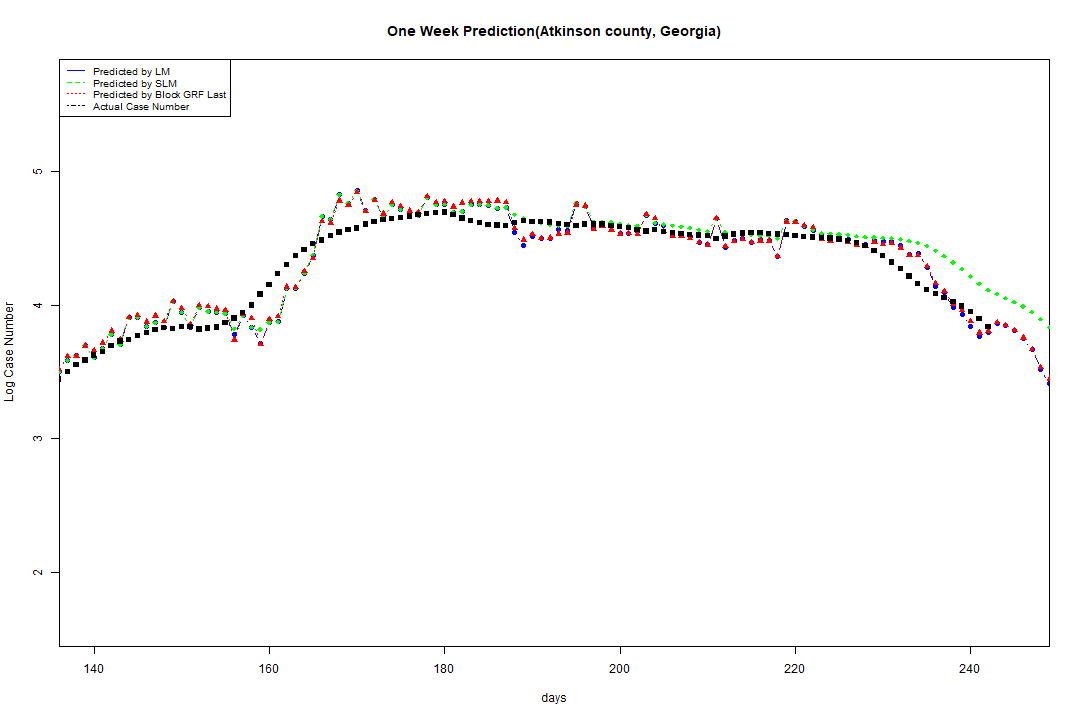 One Week Prediction(Atkinson county, Georgia)
Predicted by LM
Predicted by SLM
Predicted by Block GRF Last
Actual Case Number
5
4
3
2
Log Case Number
140 160 180 200 220 240
days